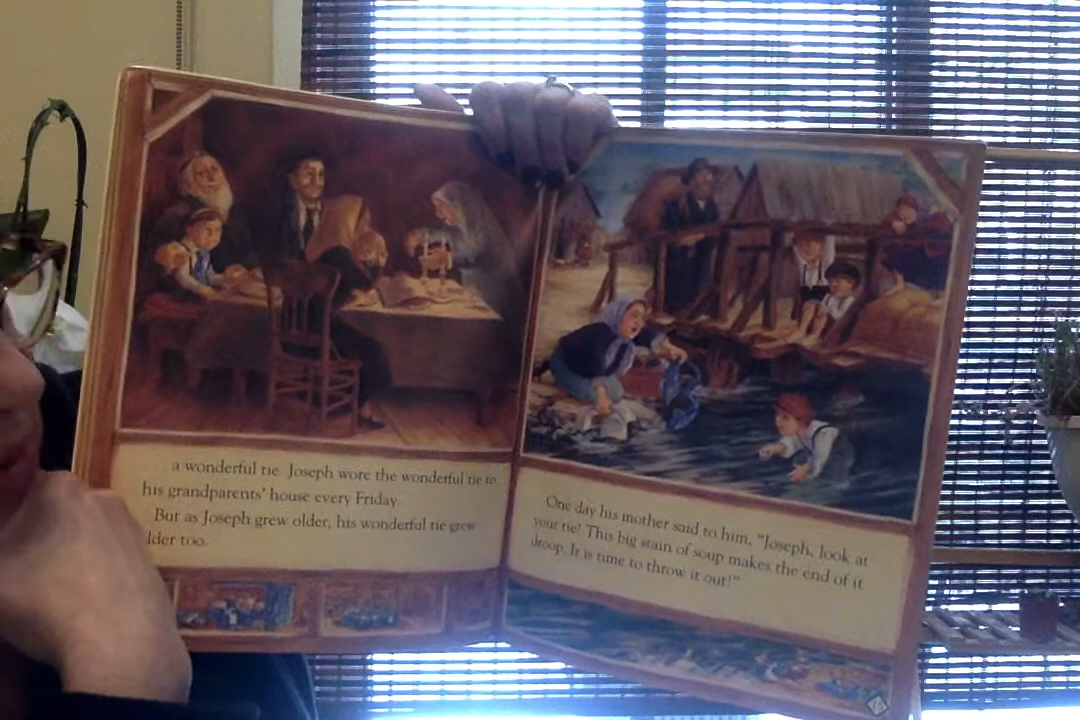 . . . a wonderful tie. Joseph wore the wonderful tie to
his grandparents' house every Friday.
But as Joseph grew older, his wonderful tie grew
lder too.
One day his mother said to him, "Joseph, look at
your tie! This big stain of soup makes the end of it
droop. It is time to throw it out!"